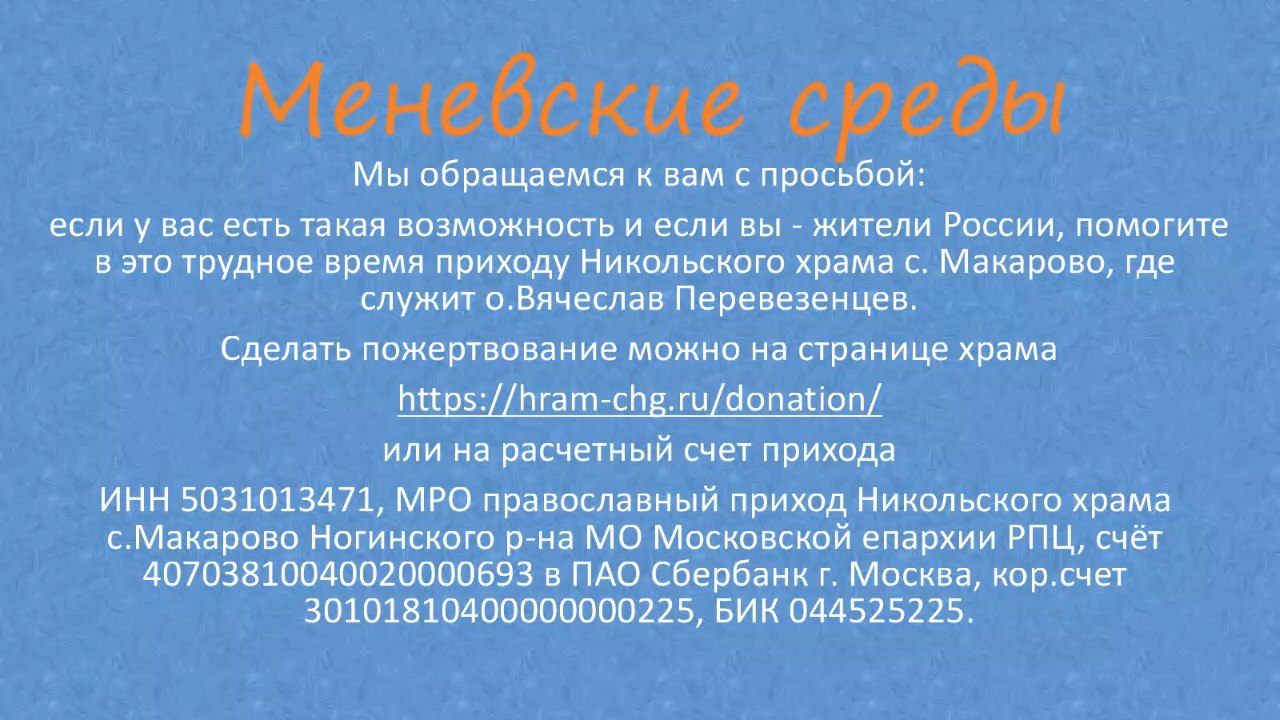 Меневские среды
Мы обращаемся к вам с просьбой:
если у вас есть такая возможность и если вы - жители России, помогите
в это трудное время приходу Никольского храма с. Макарово, где
служит о.Вячеслав Перевезенцев.
Сделать пожертвование можно на странице храма
https://hram-chg.ru/donation/
или на расчетный счет прихода
ИНН 5031013471, МРО православный приход Никольского храма
с.Макарово Ногинского р-на МО Московской епархии РПЦ, счёт
40703810040020000693 в ПАО Сбербанк г. Москва, кор.счет
30101810400000000225, БИК 044525225.